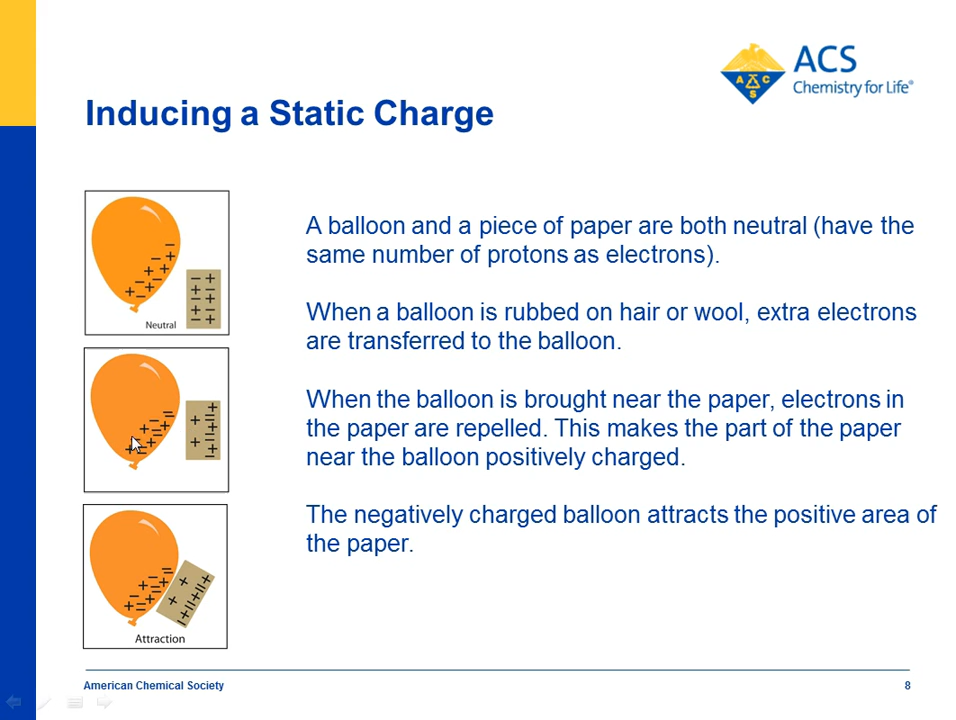 ACS
Chemistry for Life®
A C S
Inducing a Static Charge
Neutral
Attraction
A balloon and a piece of paper are both neutral (have the
same number of protons as electrons).
When a balloon is rubbed on hair or wool, extra electrons
are transferred to the balloon.
When the balloon is brought near the paper, electrons in
the paper are repelled. This makes the part of the paper
near the balloon positively charged.
The negatively charged balloon attracts the positive area of
the paper.
American Chemical Society
8